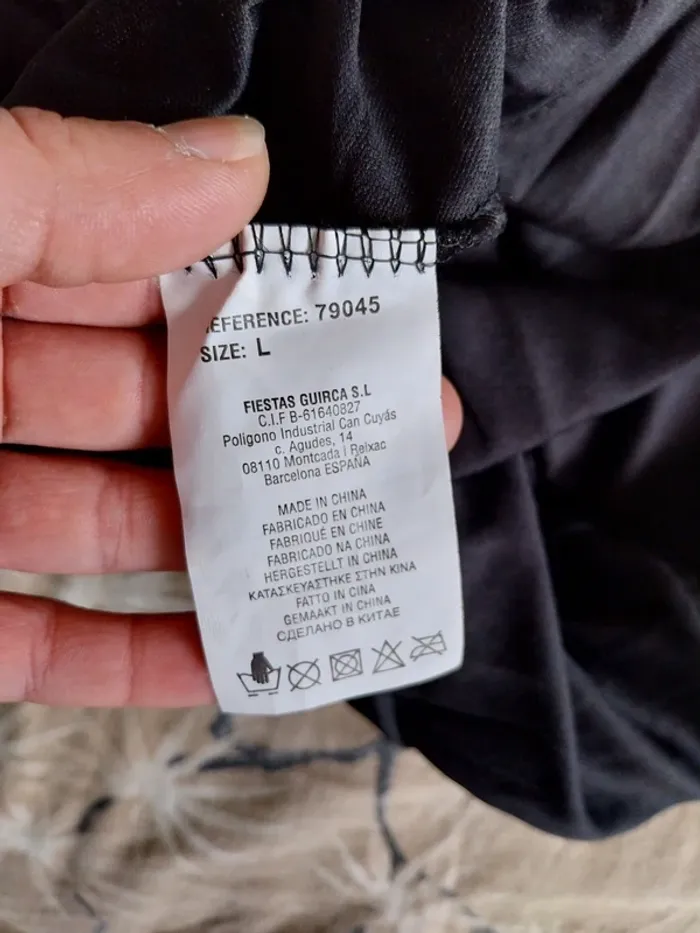 EFERENCE: 79045
SIZE: L
FIESTAS GUIRCA S.L
C.I.F B-61640827
Poligono Industrial Can Cuyás
c. Agudes, 14
08110 Montcada i Reixac
Barcelona ESPAÑA
MADE IN CHINA
FABRICADO EN CHINA
FABRIQUÉ EN CHINE
FABRICADO NA CHINA
HERGESTELLT IN CHINA
ΚΑΤΑΣΚΕΥΑΣΤΗΚΕ ΣΤΗΝ ΚΙΝΑ
FATTO IN CINA
GEMAAKT IN CHINA
СДЕЛАНО В КИТАЕ